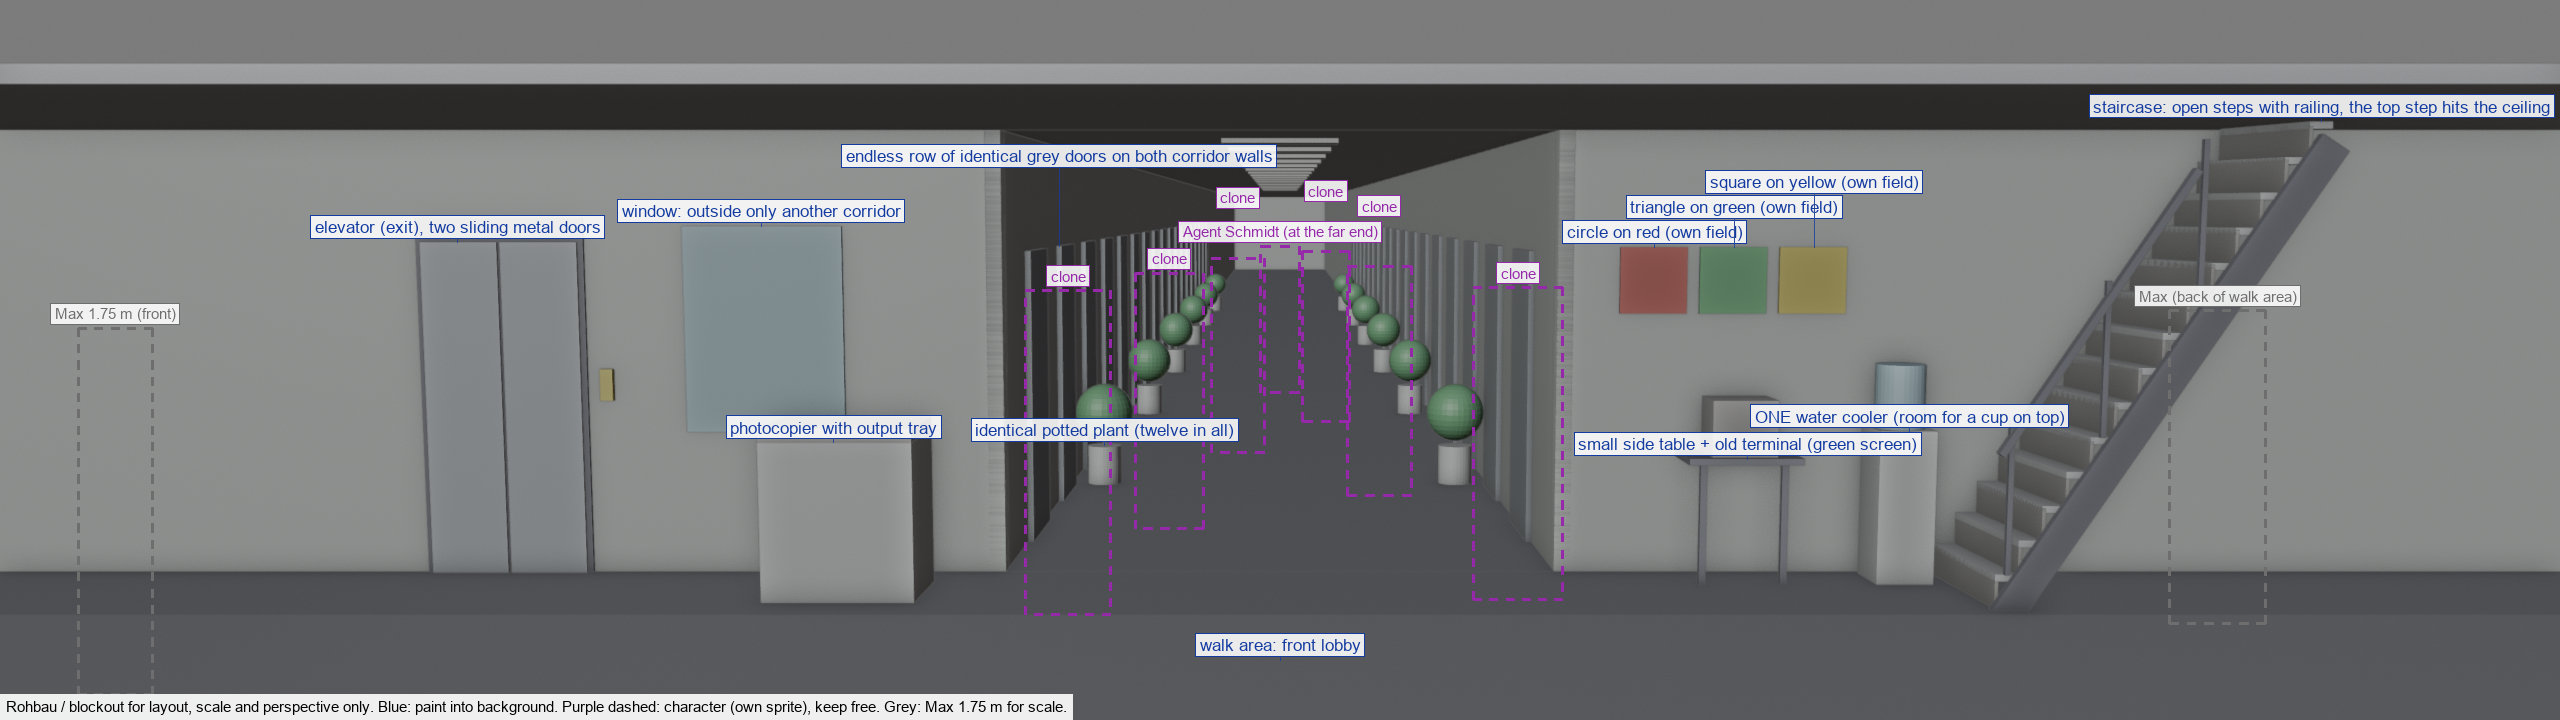 staircase: open steps with railing, the top step hits the ceiling
endless row of identical grey doors on both corridor walls
square on yellow (own field)
clone
clone
clone
triangle on green (own field)
window: outside only another corridor
elevator (exit), two sliding metal doors
Agent Schmidt (at the far end)
circle on red (own field)
clone
clone
clone
Max (back of walk area)
Max 1.75 m (front)
ONE water cooler (room for a cup on top)
photocopier with output tray
identical potted plant (twelve in all)
small side table + old terminal (green screen)
walk area: front lobby
Rohbau / blockout for layout, scale and perspective only. Blue: paint into background. Purple dashed: character (own sprite), keep free. Grey: Max 1.75 m for scale.